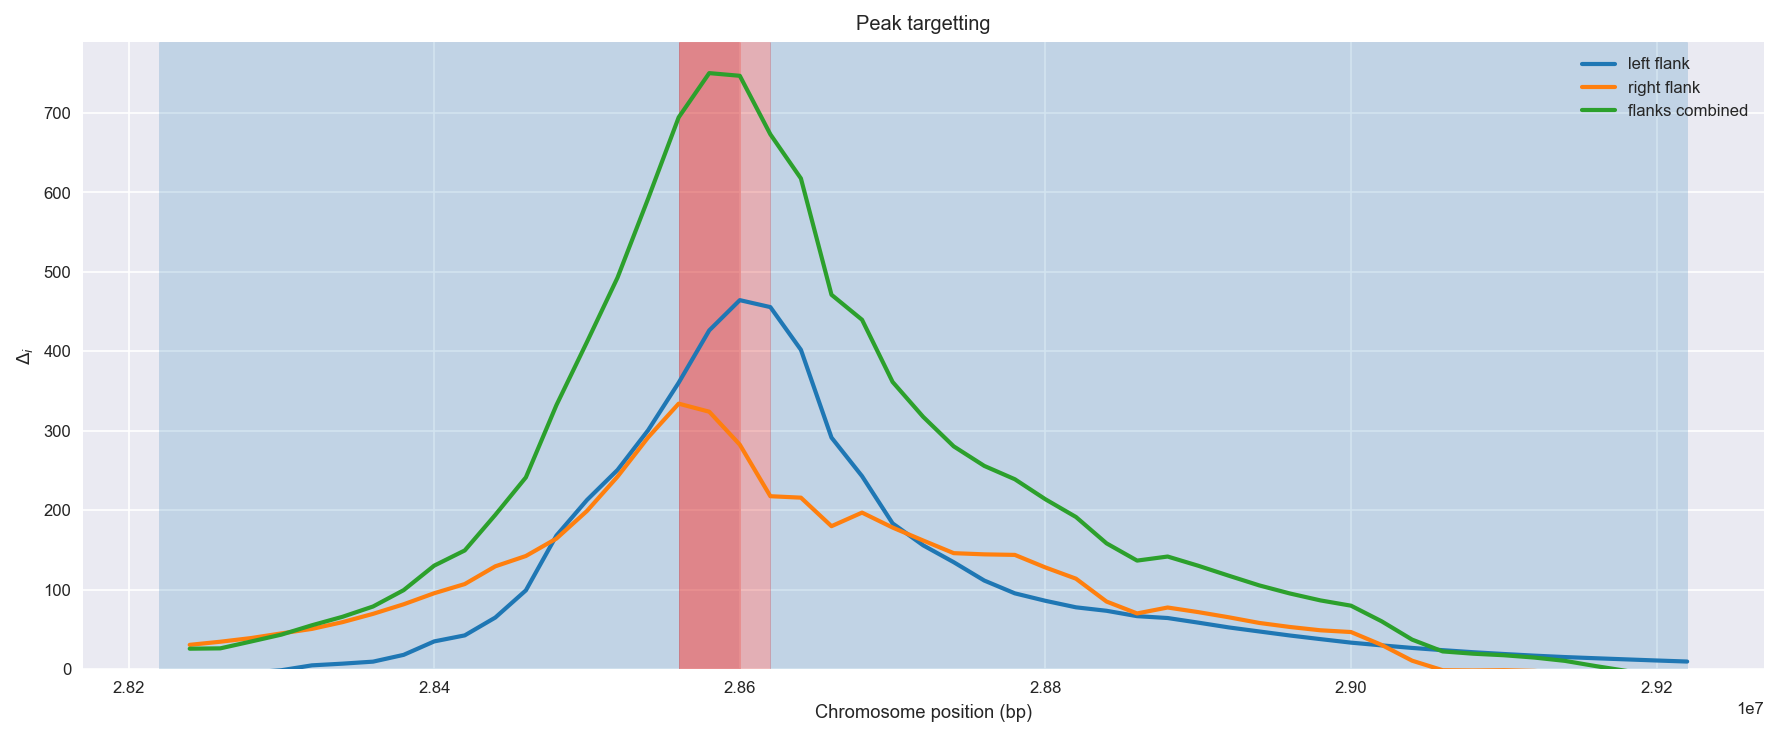 Peak targetting
left flank
right flank
flanks combined
700
600
500
400
300
200
100
0
Δi
2.82 2.84 2.86 2.88 2.90 2.92
1e7
Chromosome position (bp)